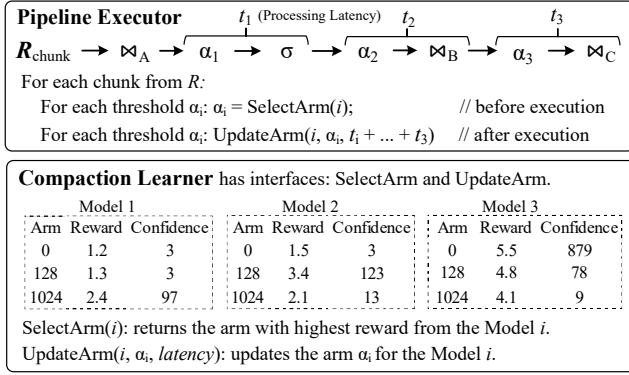 Pipeline Executor
t1 (Processing Latency) t2 t3
Rchunk → ⋈A → α1 → σ → α2 → ⋈B → α3 → ⋈C
For each chunk from R:
For each threshold αi: αi = SelectArm(i); // before execution
For each threshold αi: UpdateArm(i, αi, ti + ... + t3) // after execution
Compaction Learner has interfaces: SelectArm and UpdateArm.
Model 1 Model 2 Model 3
Arm Reward Confidence Arm Reward Confidence Arm Reward Confidence
0 1.2 3 0 1.5 3 0 5.5 879
128 1.3 3 128 3.4 123 128 4.8 78
1024 2.4 97 1024 2.1 13 1024 4.1 9
SelectArm(i): returns the arm with highest reward from the Model i.
UpdateArm(i, αi, latency): updates the arm αi for the Model i.